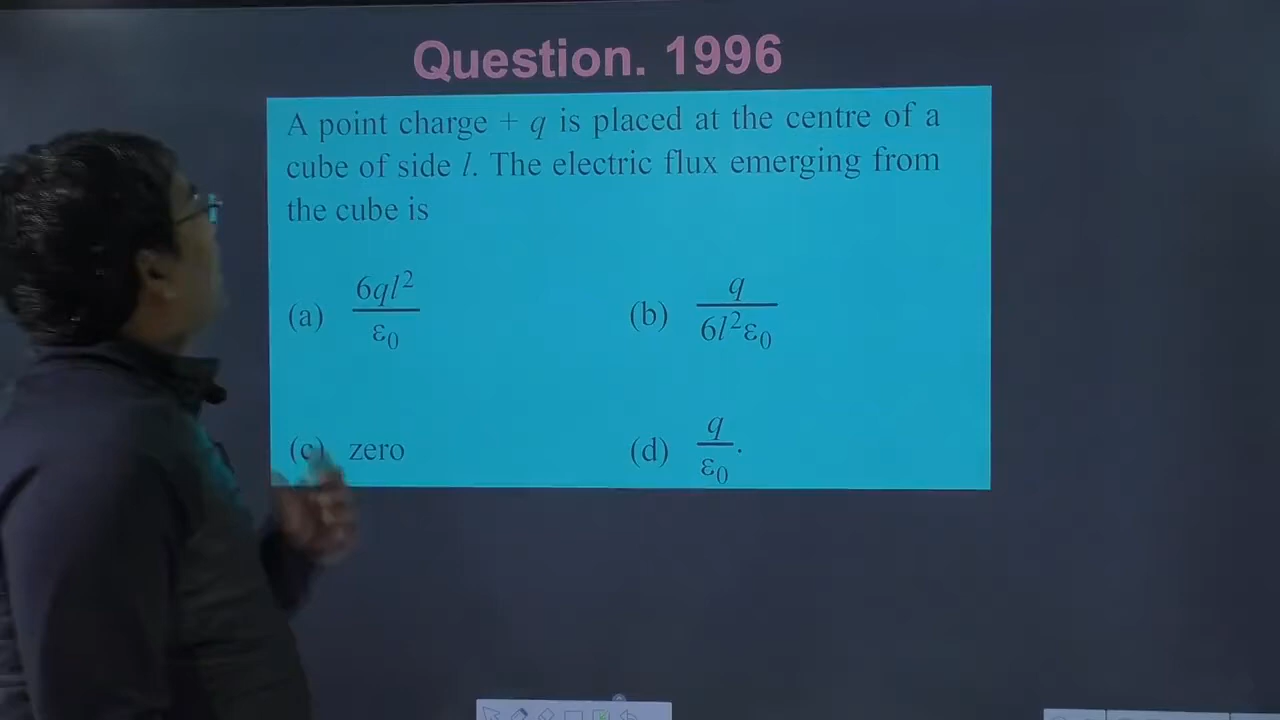 Question. 1996
A point charge + q is placed at the centre of a
cube of side l. The electric flux emerging from
the cube is
(a) 6ql²/ε₀ (b) q/6l²ε₀
(c) zero (d) q/ε₀.